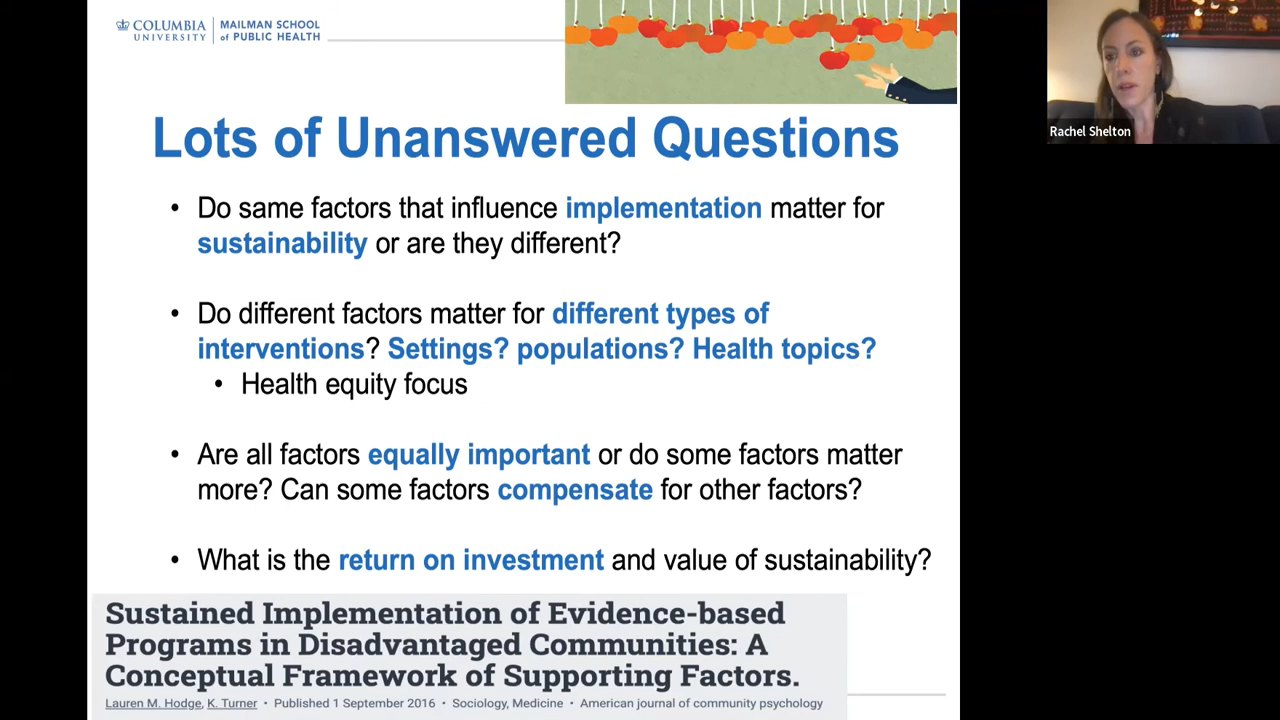 COLUMBIA
UNIVERSITY
MAILMAN SCHOOL
of PUBLIC HEALTH
Rachel Shelton
Lots of Unanswered Questions
• Do same factors that influence implementation matter for
sustainability or are they different?
• Do different factors matter for different types of
interventions? Settings? populations? Health topics?
• Health equity focus
• Are all factors equally important or do some factors matter
more? Can some factors compensate for other factors?
• What is the return on investment and value of sustainability?
Sustained Implementation of Evidence-based
Programs in Disadvantaged Communities: A
Conceptual Framework of Supporting Factors.
Lauren M. Hodge, K. Turner • Published 1 September 2016 • Sociology, Medicine • American journal of community psychology